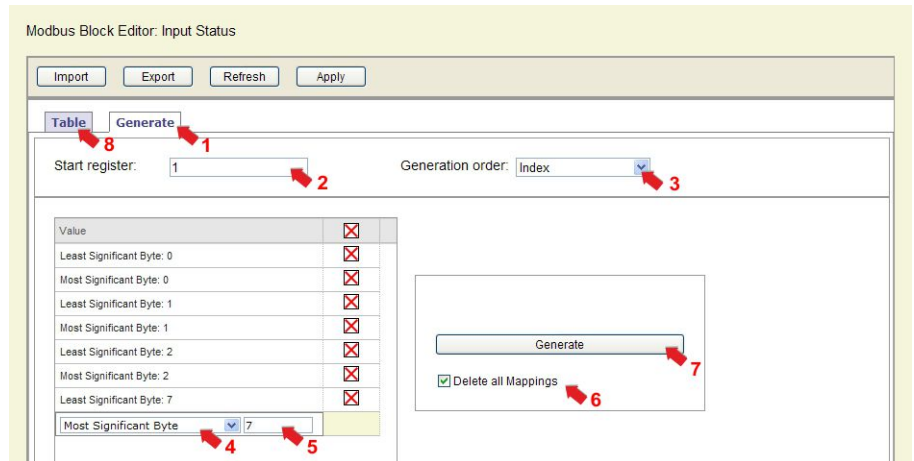 Modbus Block Editor: Input Status
Import Export Refresh Apply
Table Generate
8 1
Start register: 1 Generation order: Index
2 3
Value
Least Significant Byte: 0
Most Significant Byte: 0
Least Significant Byte: 1
Most Significant Byte: 1
Least Significant Byte: 2
Generate
Most Significant Byte: 2
7
Delete all Mappings
Least Significant Byte: 7
6
Most Significant Byte 7
4 5